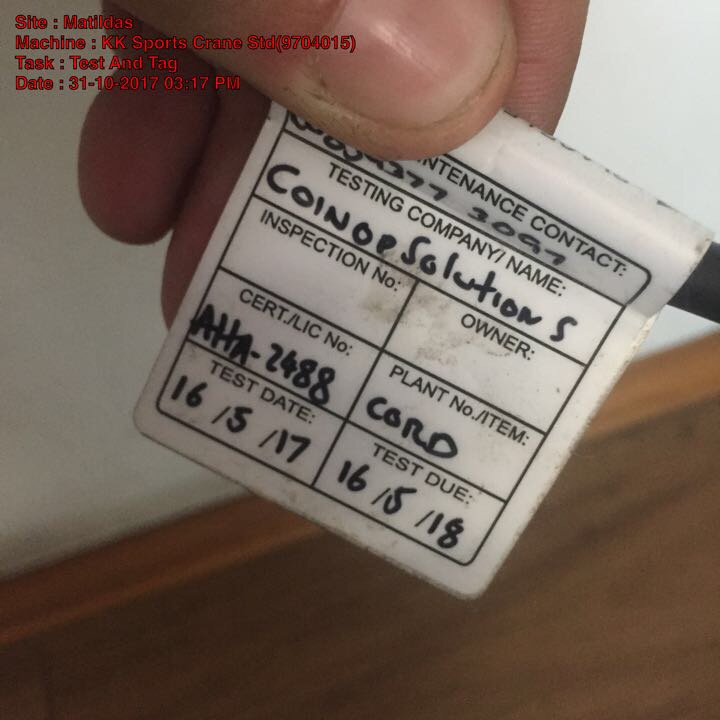 Site : Matildas
Machine : KK Sports Crane Std(9704015)
Task : Test And Tag
Date : 31-10-2017 03:17 PM
NTENANCE CONTACT:
3097
TESTING COMPANY/ NAME:
COINOPSolutionS
INSPECTION No:
OWNER:
CERT./LIC No:
AHA-2488
PLANT No./ITEM:
CORD
TEST DATE:
16/5/17
TEST DUE:
16/5/18